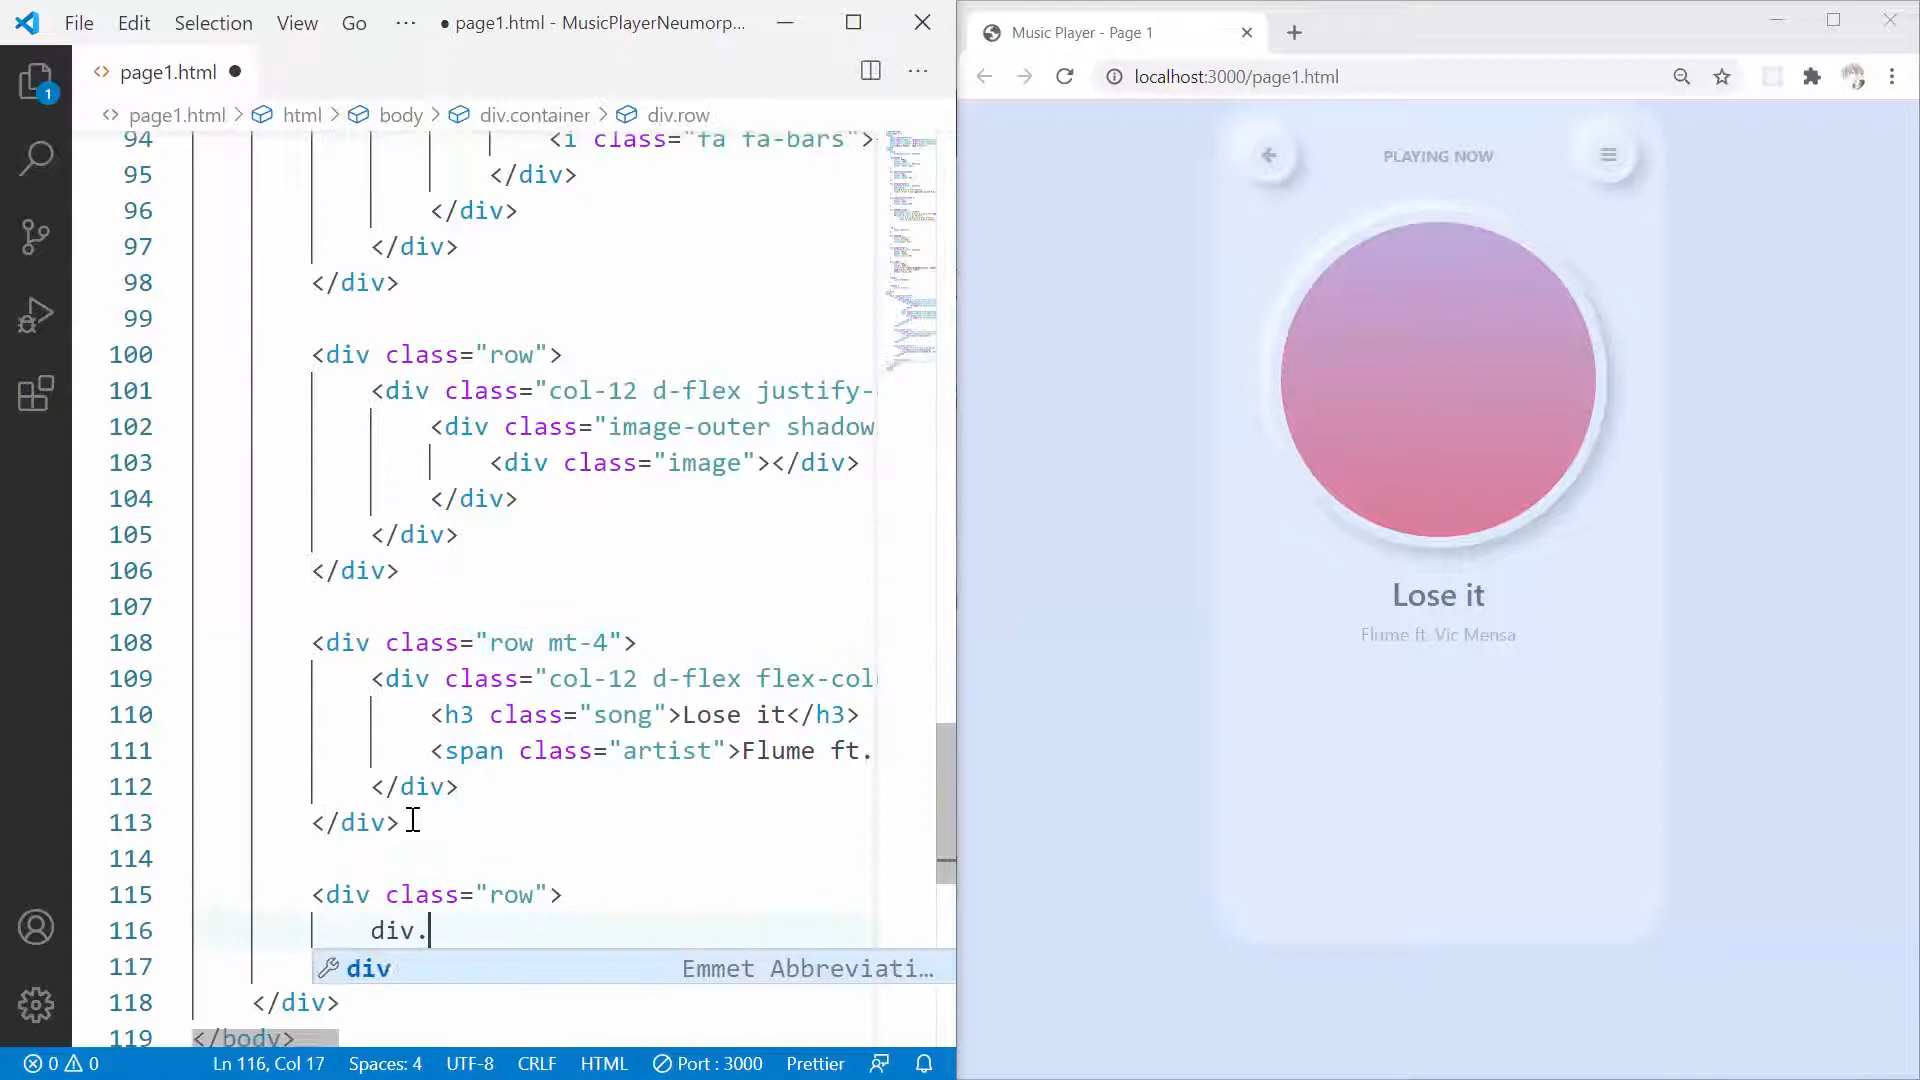 File Edit Selection View Go ··· ● page1.html - MusicPlayerNeumorp...
page1.html ●
page1.html > html > body > div.container > div.row
94 <i class="fa fa-bars">
95 </div>
96 </div>
97 </div>
98 </div>
99
100 <div class="row">
101 <div class="col-12 d-flex justify-
102 <div class="image-outer shadow
103 <div class="image"></div>
104 </div>
105 </div>
106 </div>
107
108 <div class="row mt-4">
109 <div class="col-12 d-flex flex-col
110 <h3 class="song">Lose it</h3>
111 <span class="artist">Flume ft.
112 </div>
113 </div>
114
115 <div class="row">
116 div.
117
div Emmet Abbreviati...
118 </div>
119 </body>
1
0 0 Ln 116, Col 17 Spaces: 4 UTF-8 CRLF HTML Port : 3000 Prettier
Music Player - Page 1
localhost:3000/page1.html
PLAYING NOW
Lose it
Flume ft. Vic Mensa